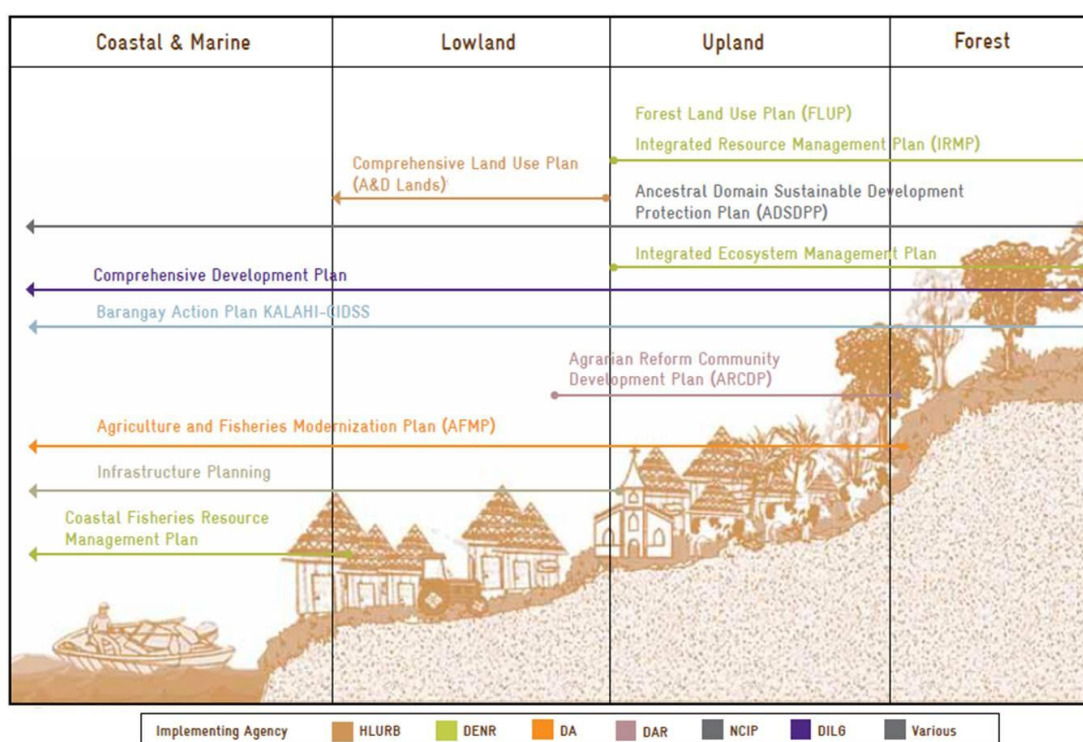 Coastal & Marine
Lowland
Upland
Forest
Forest Land Use Plan (FLUP)
Integrated Resource Management Plan (IRMP)
Comprehensive Land Use Plan
(A&D Lands)
Ancestral Domain Sustainable Development
Protection Plan (ADSDPP)
Integrated Ecosystem Management Plan
Comprehensive Development Plan
Barangay Action Plan KALAHI-CIDSS
Agrarian Reform Community
Development Plan (ARCDP)
Agriculture and Fisheries Modernization Plan (AFMP)
Infrastructure Planning
Coastal Fisheries Resource
Management Plan
Implementing Agency HLURB DENR DA DAR NCIP DILG Various